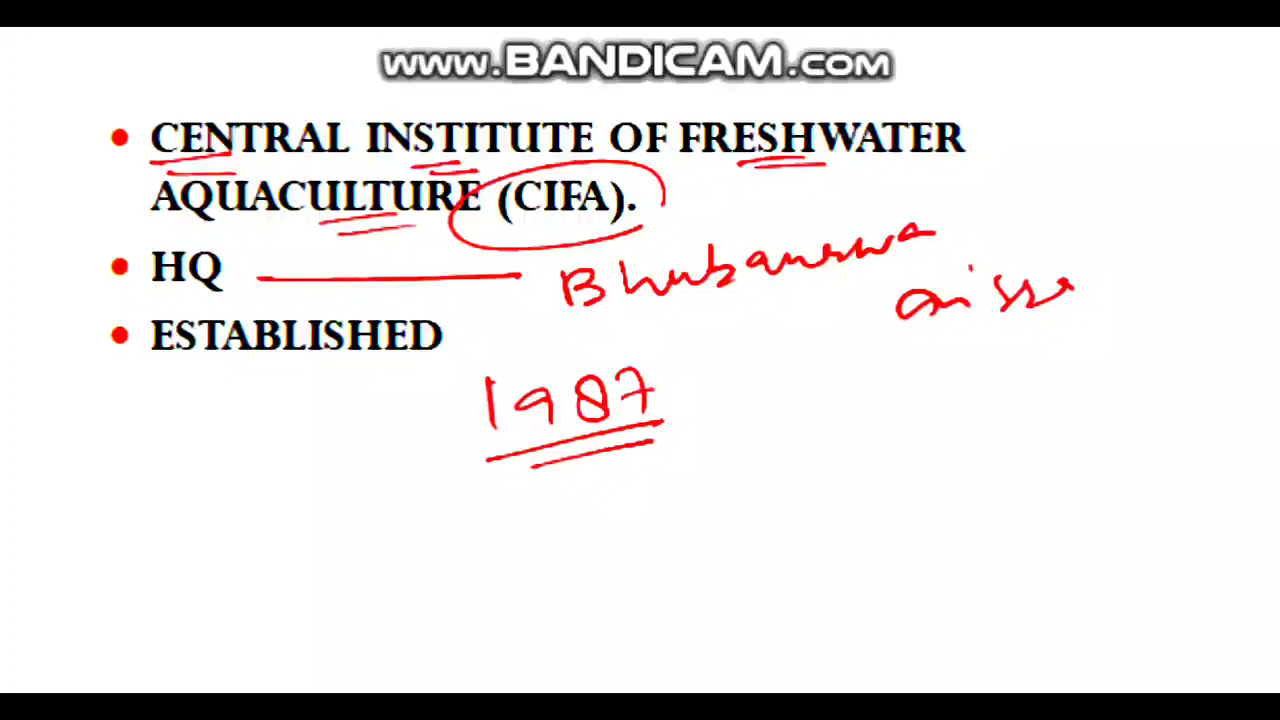 www.BANDICAM.com
• CENTRAL INSTITUTE OF FRESHWATER
AQUACULTURE (CIFA).
• HQ
• ESTABLISHED
1987